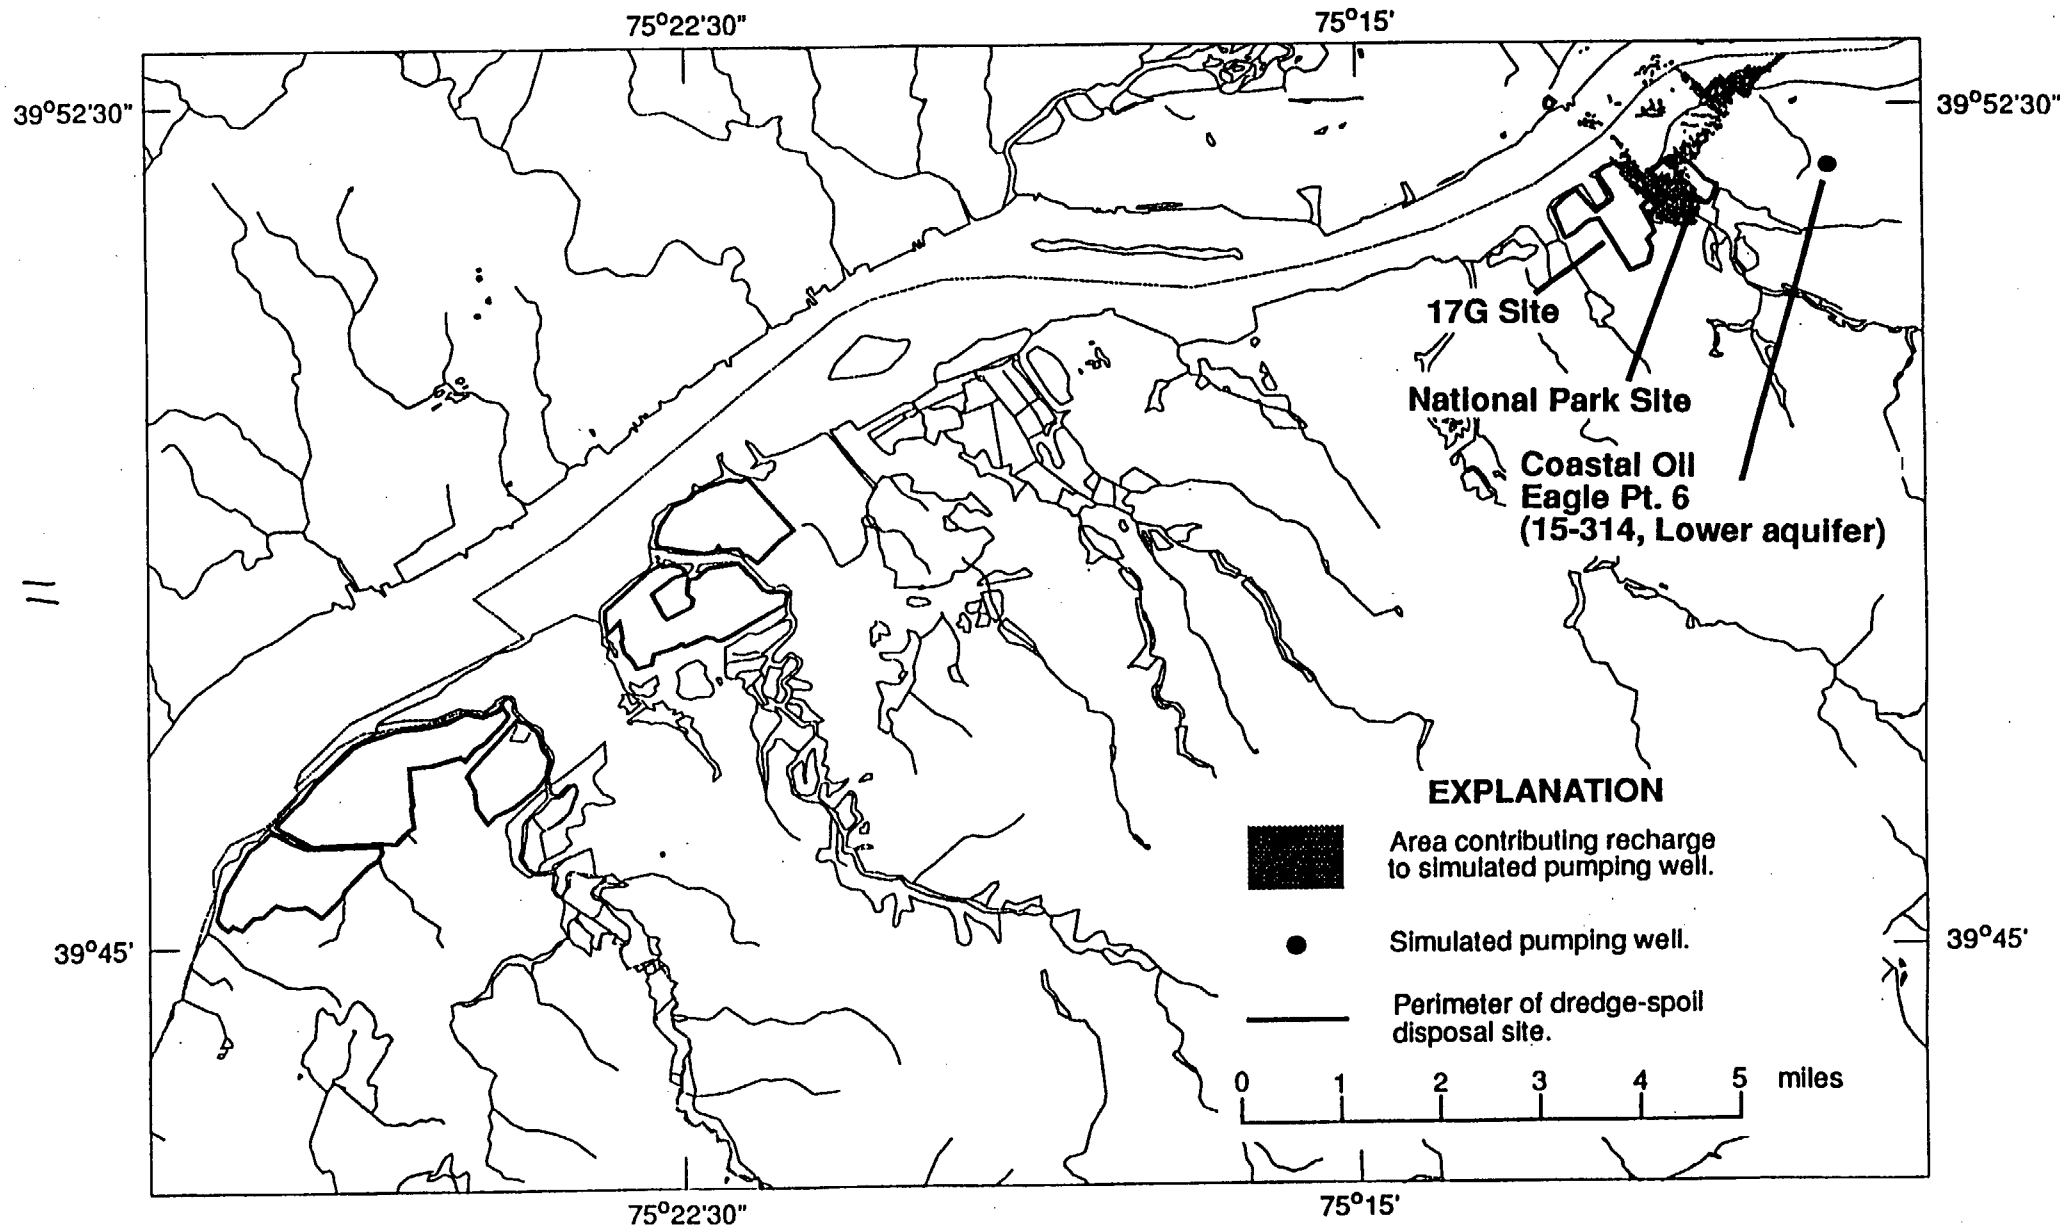 75°22'30"
75°15'
39°52'30"
39°52'30"
17G Site
National Park Site
Coastal Oil
Eagle Pt. 6
(15-314, Lower aquifer)
EXPLANATION
Area contributing recharge
to simulated pumping well.
Simulated pumping well.
39°45'
39°45'
Perimeter of dredge-spoil
disposal site.
0 1 2 3 4 5 miles
75°22'30"
75°15'
11